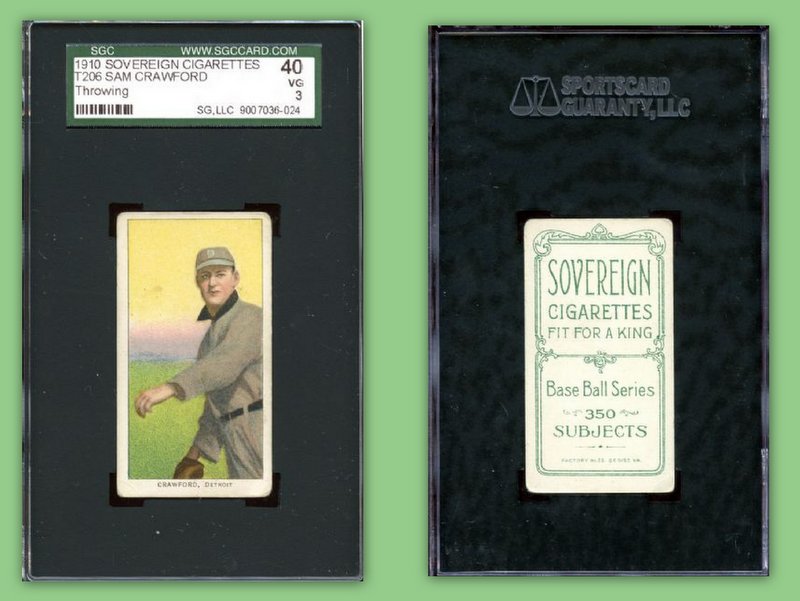 SGC WWW.SGCCARD.COM
1910 SOVEREIGN CIGARETTES 40
T206 SAM CRAWFORD VG
Throwing 3
SG, LLC 9007036-024
CRAWFORD, DETROIT
SPORTSCARD
GUARANTY, LLC
SOVEREIGN
CIGARETTES
FIT FOR A KING
Base Ball Series
350
SUBJECTS
FACTORY